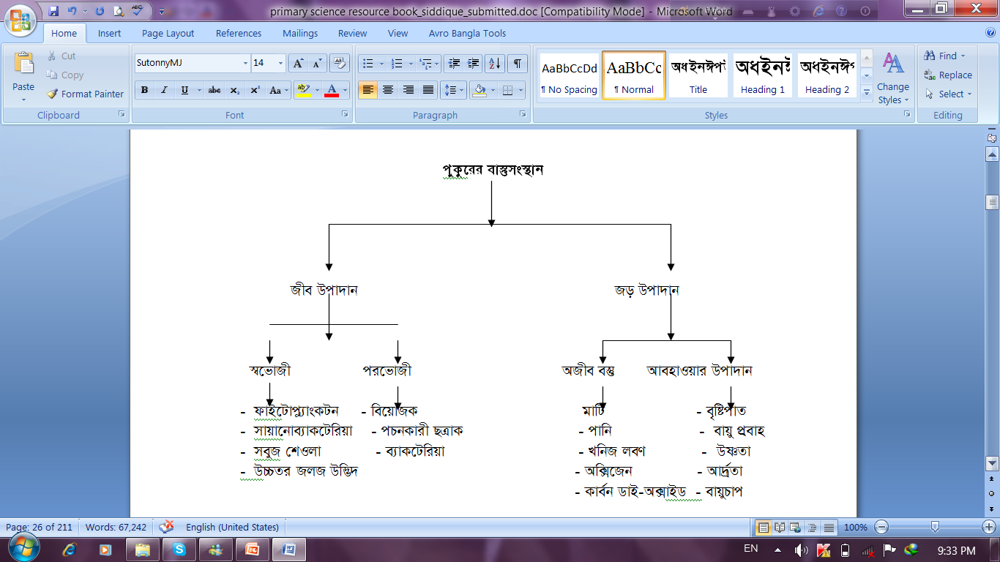 primary science resource book_siddique_submitted.doc [Compatibility Mode] - Microsoft Word
Home Insert Page Layout References Mailings Review View Avro Bangla Tools
Paste
Cut
Copy
Format Painter
Clipboard
SutonnyMJ 14
Font
Paragraph
AaBbCcDd AaBbCc অধইনঈপা অধইনঈ অধইনঈপ
¶ No Spacing ¶ Normal Title Heading 1 Heading 2
Change Styles
Styles
Find
Replace
Select
Editing
পুকুরের বাস্তুসংস্থান
জীব উপাদান জড় উপাদান
স্বভোজী পরভোজী অজীব বস্তু আবহাওয়ার উপাদান
- ফাইটোপ্ল্যাংকটন - বিয়োজক মাটি - বৃষ্টিপাত
- সায়ানোব্যাকটেরিয়া - পচনকারী ছত্রাক - পানি - বায়ু প্রবাহ
- সবুজ শেওলা - ব্যাকটেরিয়া - খনিজ লবণ - উষ্ণতা
- উচ্চতর জলজ উদ্ভিদ - অক্সিজেন - আর্দ্রতা
- কার্বন ডাই-অক্সাইড - বায়ুচাপ
Page: 26 of 211 Words: 67,242 English (United States) 100%
EN 9:33 PM